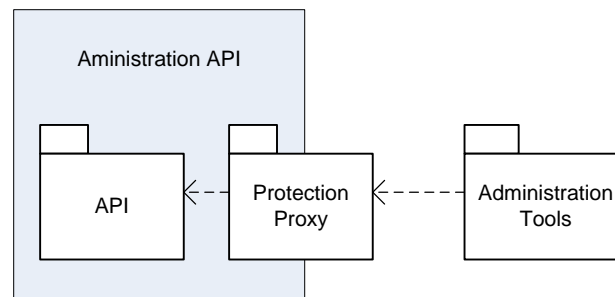 Aministration API
API
Protection
Proxy
Administration
Tools